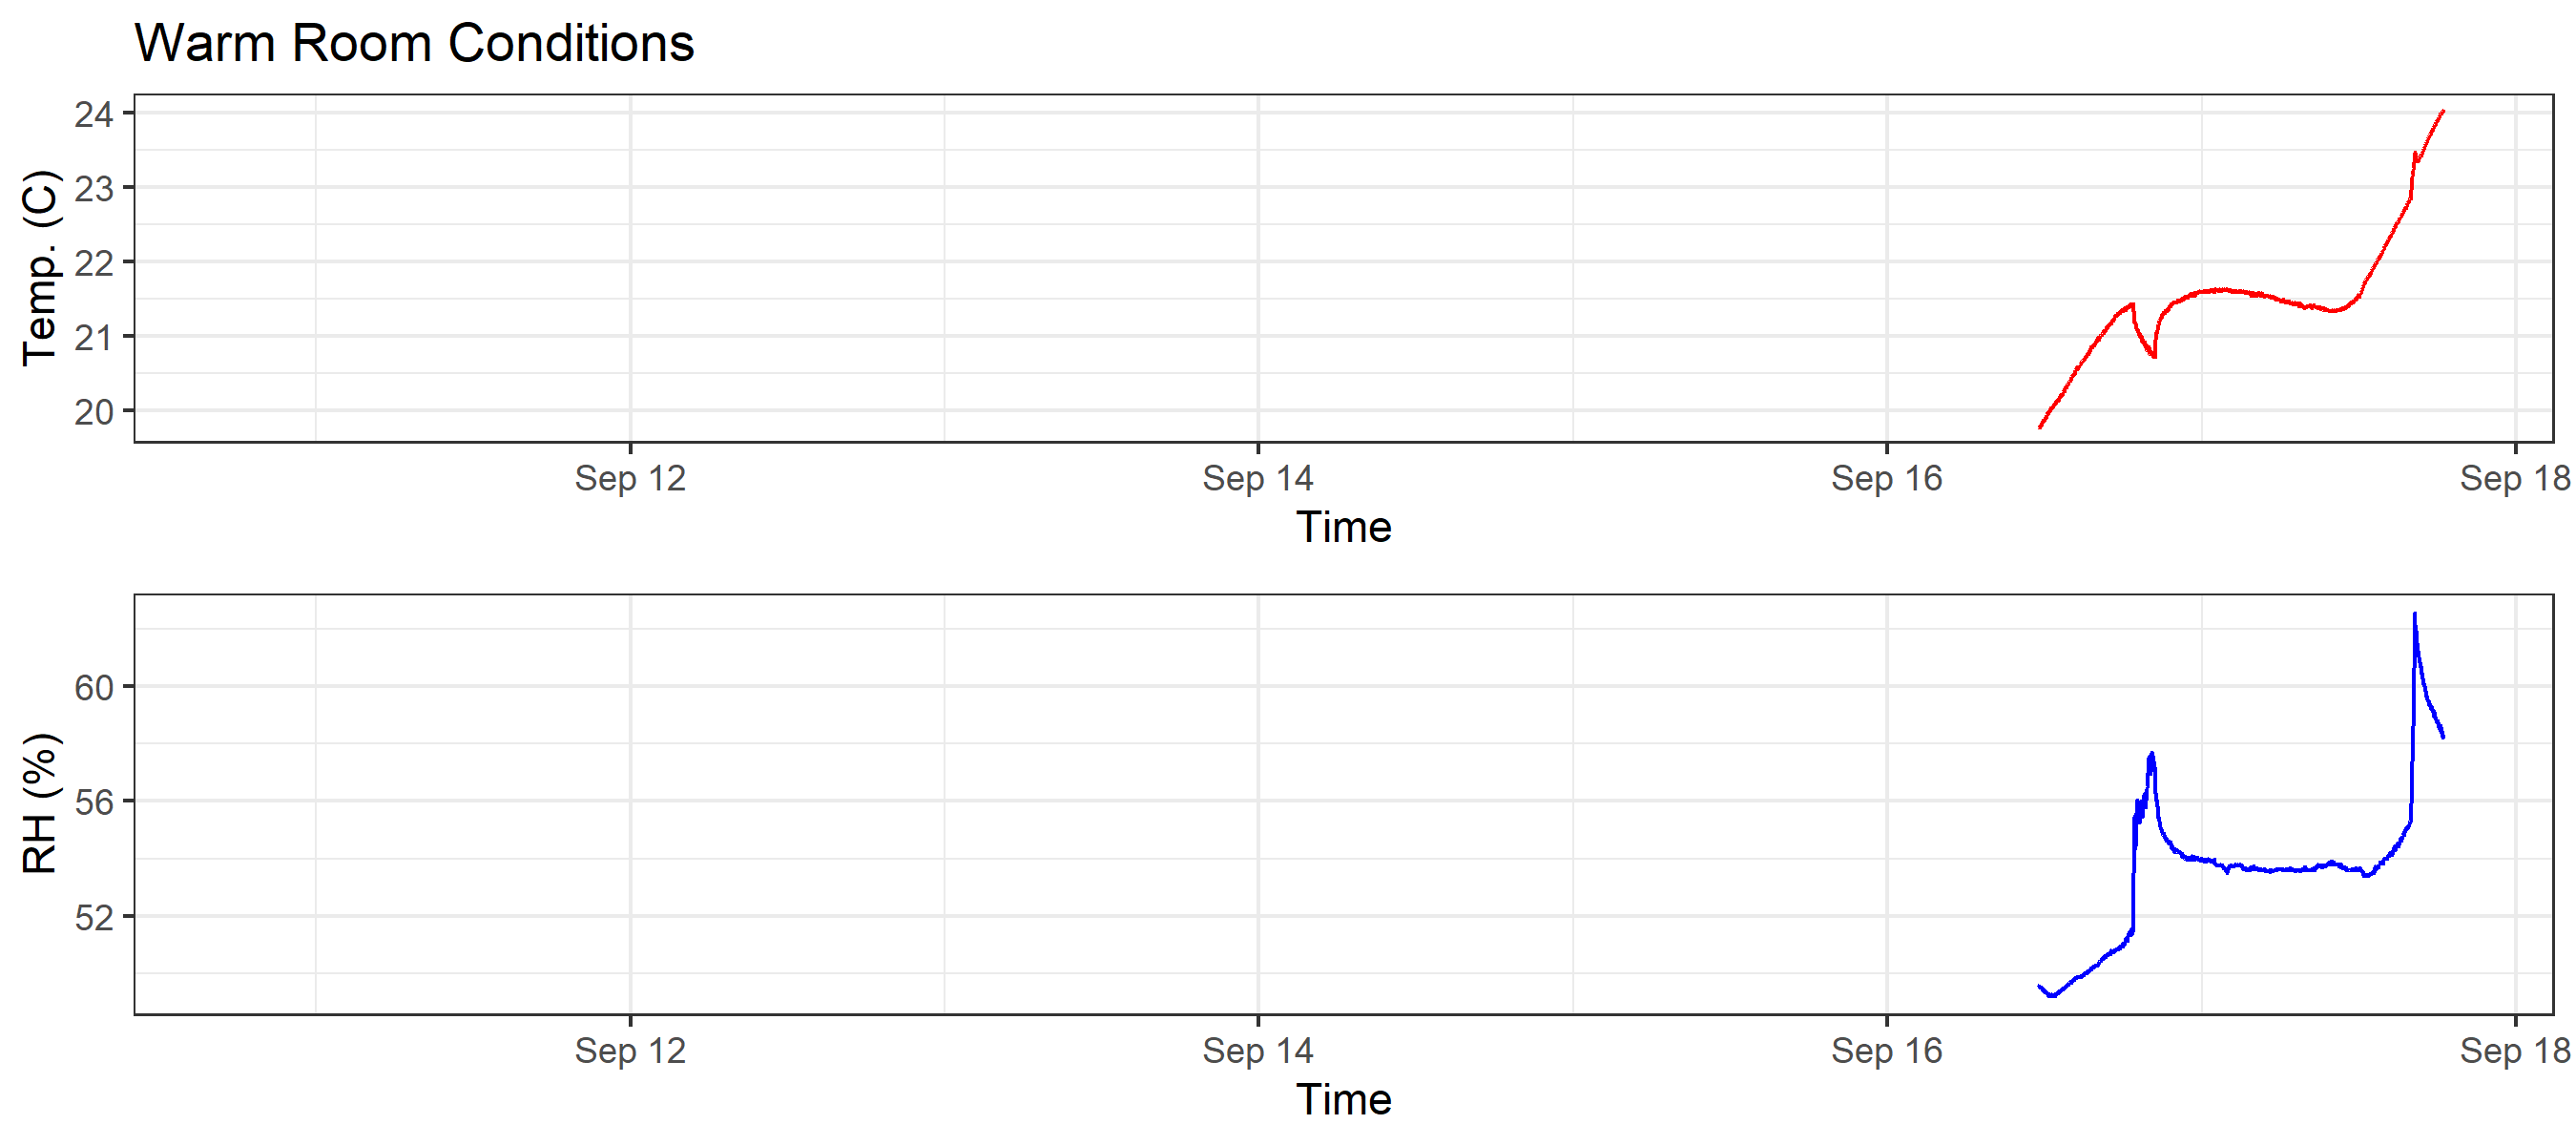 Warm Room Conditions
Temp. (C)
24
23
22
21
20
Sep 12 Sep 14 Sep 16 Sep 18
Time
RH (%)
60
56
52
Sep 12 Sep 14 Sep 16 Sep 18
Time